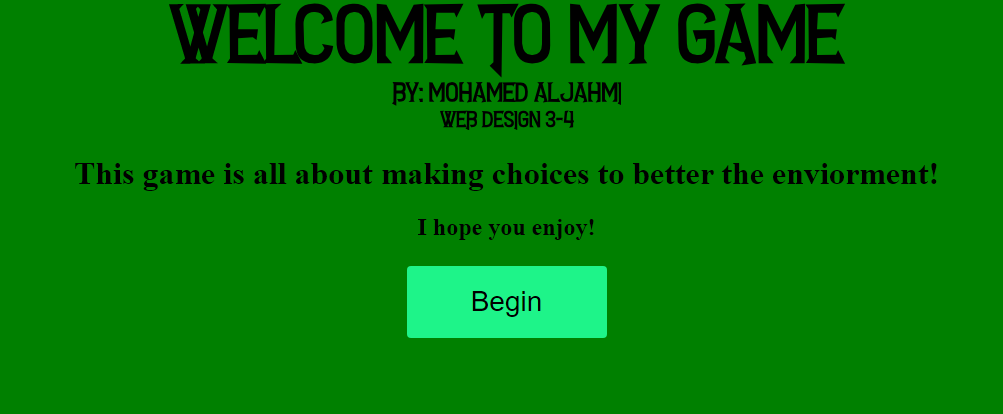 WELCOME TO MY GAME
BY: MOHAMED ALJAHMI
WEB DESIGN 3-4
This game is all about making choices to better the enviorment!
I hope you enjoy!
Begin